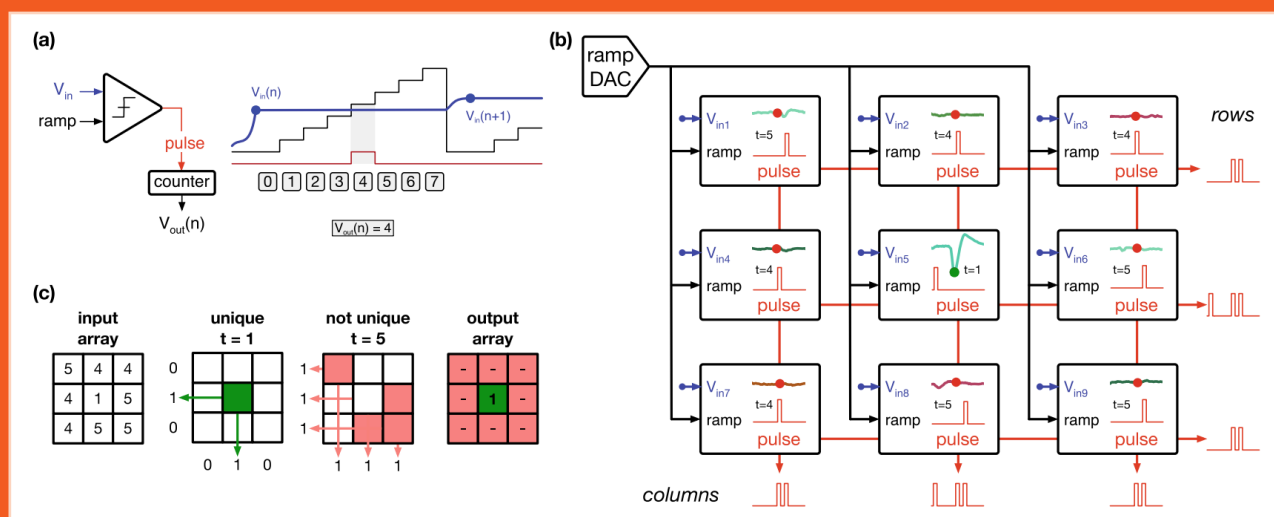 (a)
V_in
ramp
pulse
counter
V_out(n)
V_in(n)
V_in(n+1)
0 1 2 3 4 5 6 7
V_out(n) = 4
(b)
ramp
DAC
rows
V_in1
t=5
ramp
pulse
V_in2
t=4
ramp
pulse
V_in3
t=4
ramp
pulse
V_in4
t=4
ramp
pulse
V_in5
t=1
ramp
pulse
V_in6
t=5
ramp
pulse
V_in7
t=4
ramp
pulse
V_in8
t=5
ramp
pulse
V_in9
t=5
ramp
pulse
columns
(c)
input
array
5 4 4
4 1 5
4 5 5
unique
t = 1
0
1
0
0 1 0
not unique
t = 5
1
1
1
1 1 1
output
array
- - -
- 1 -
- - -